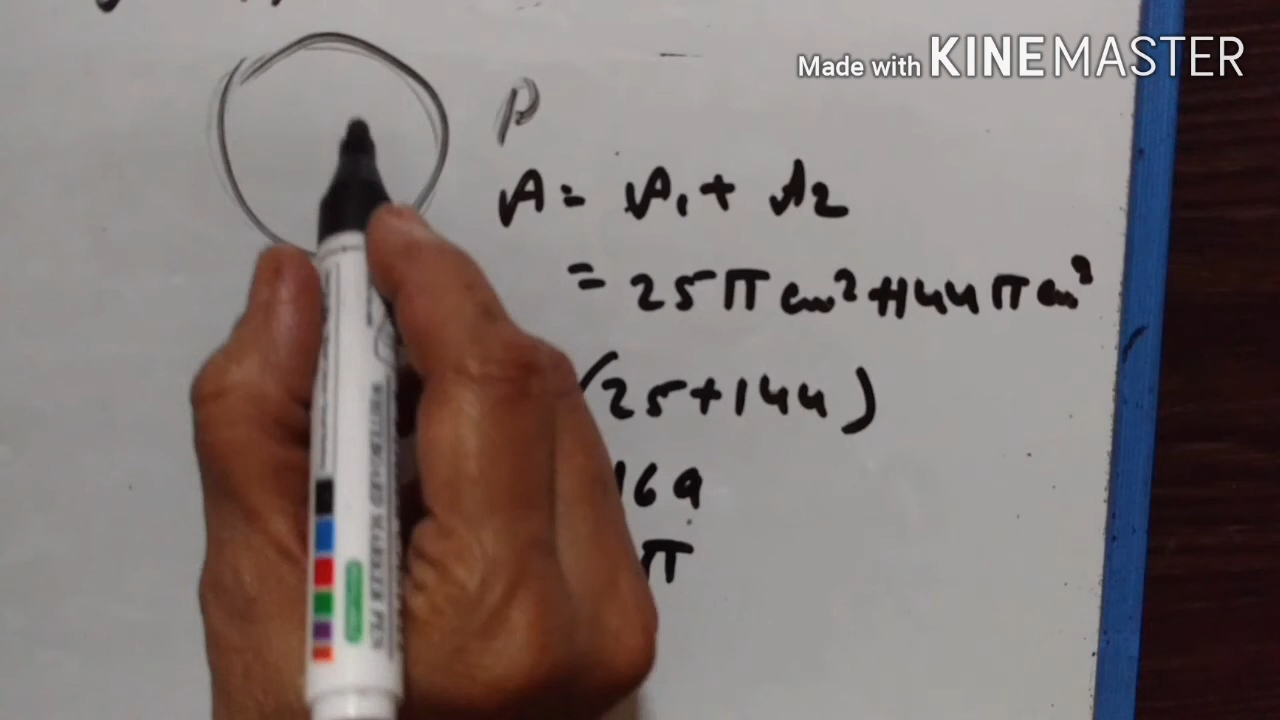 Made with KINEMASTER
A = A₁ + A2
= 25π cm² + 144π cm²
(25+144)
169
π